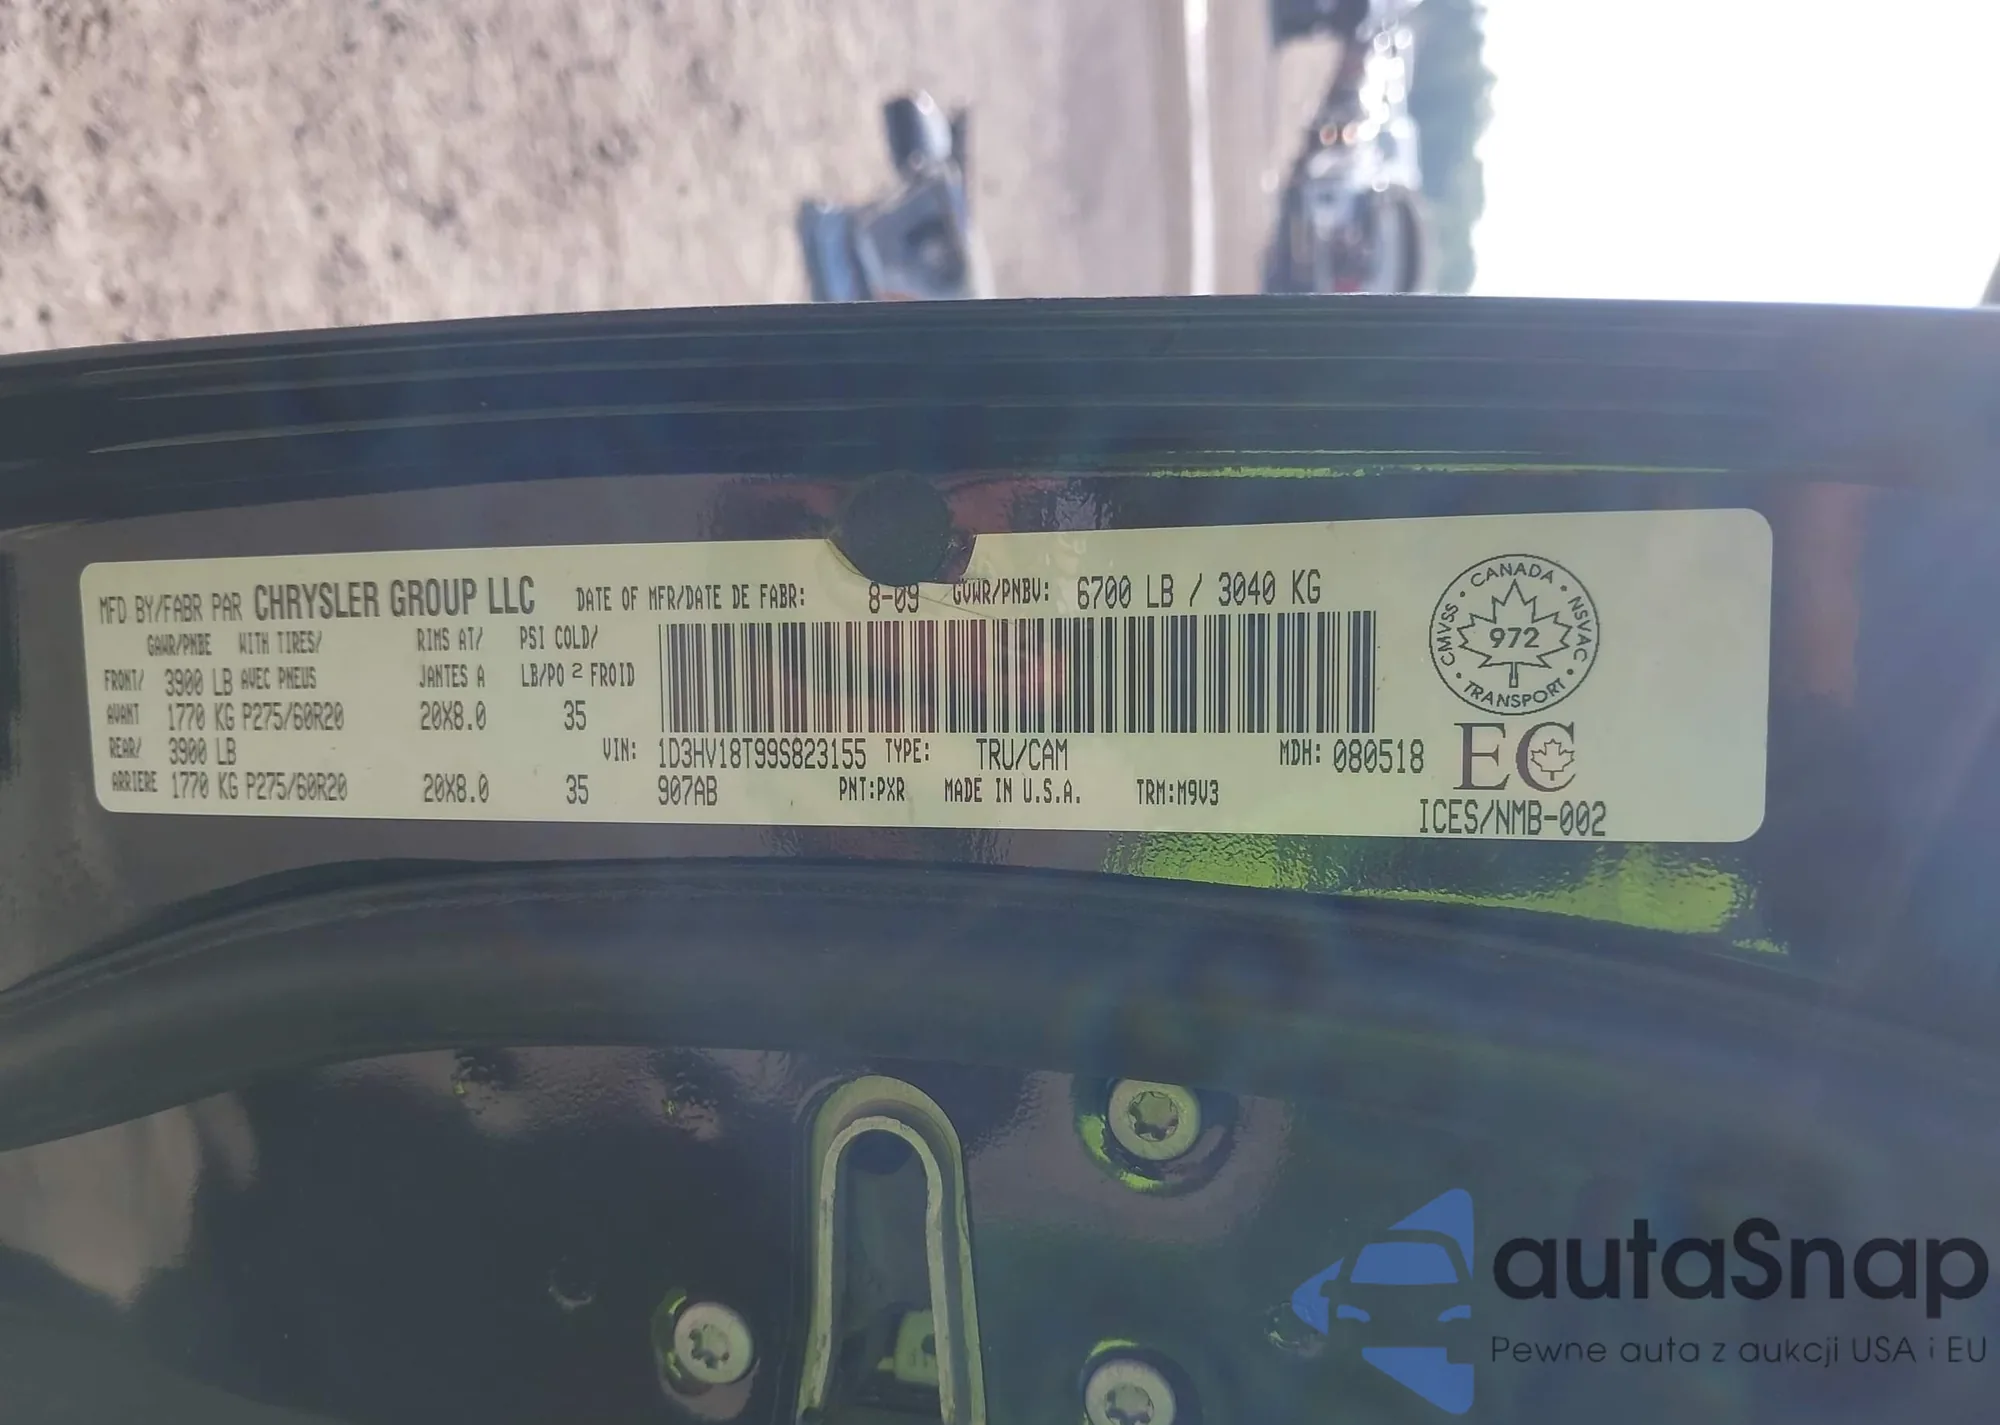 MFD BY/FABR PAR CHRYSLER GROUP LLC DATE OF MFR/DATE DE FABR: 8-09 GVWR/PNBV: 6700 LB / 3040 KG
GAWR/PNBE WITH TIRES/ RIMS AT/ PSI COLD/
FRONT/ 3900 LB AVEC PNEUS JANTES A LB/PO² FROID
AVANT 1770 KG P275/60R20 20X8.0 35
REAR/ 3900 LB VIN: 1D3HV18T99S823155 TYPE: TRU/CAM MDH: 080518
ARRIERE 1770 KG P275/60R20 20X8.0 35 907AB PNT:PXR MADE IN U.S.A. TRM:M9V3
CANADA
CMVSS 972 NSVAC
TRANSPORT
EC
ICES/NMB-002
autaSnap
Pewne auta z aukcji USA i EU